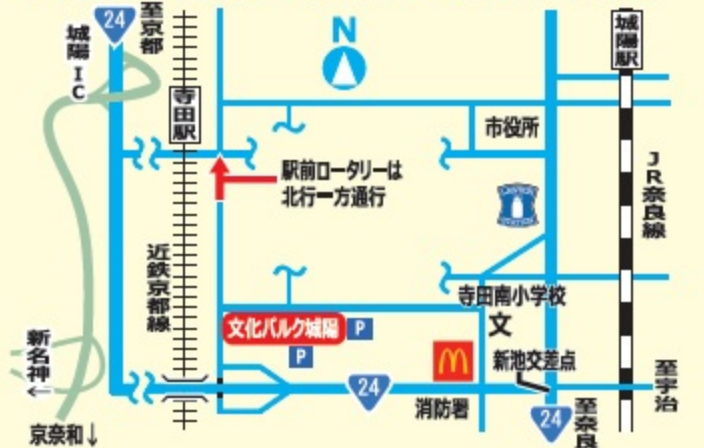 24
至京都
城陽IC
N
城陽駅
寺田駅
市役所
駅前ロータリーは
北行一方通行
LAWSON
JR奈良線
近鉄京都線
寺田南小学校
文
文化パルク城陽
P
P
M
新池交差点
新名神←
24
消防署
至宇治
24
至奈良
京奈和↓